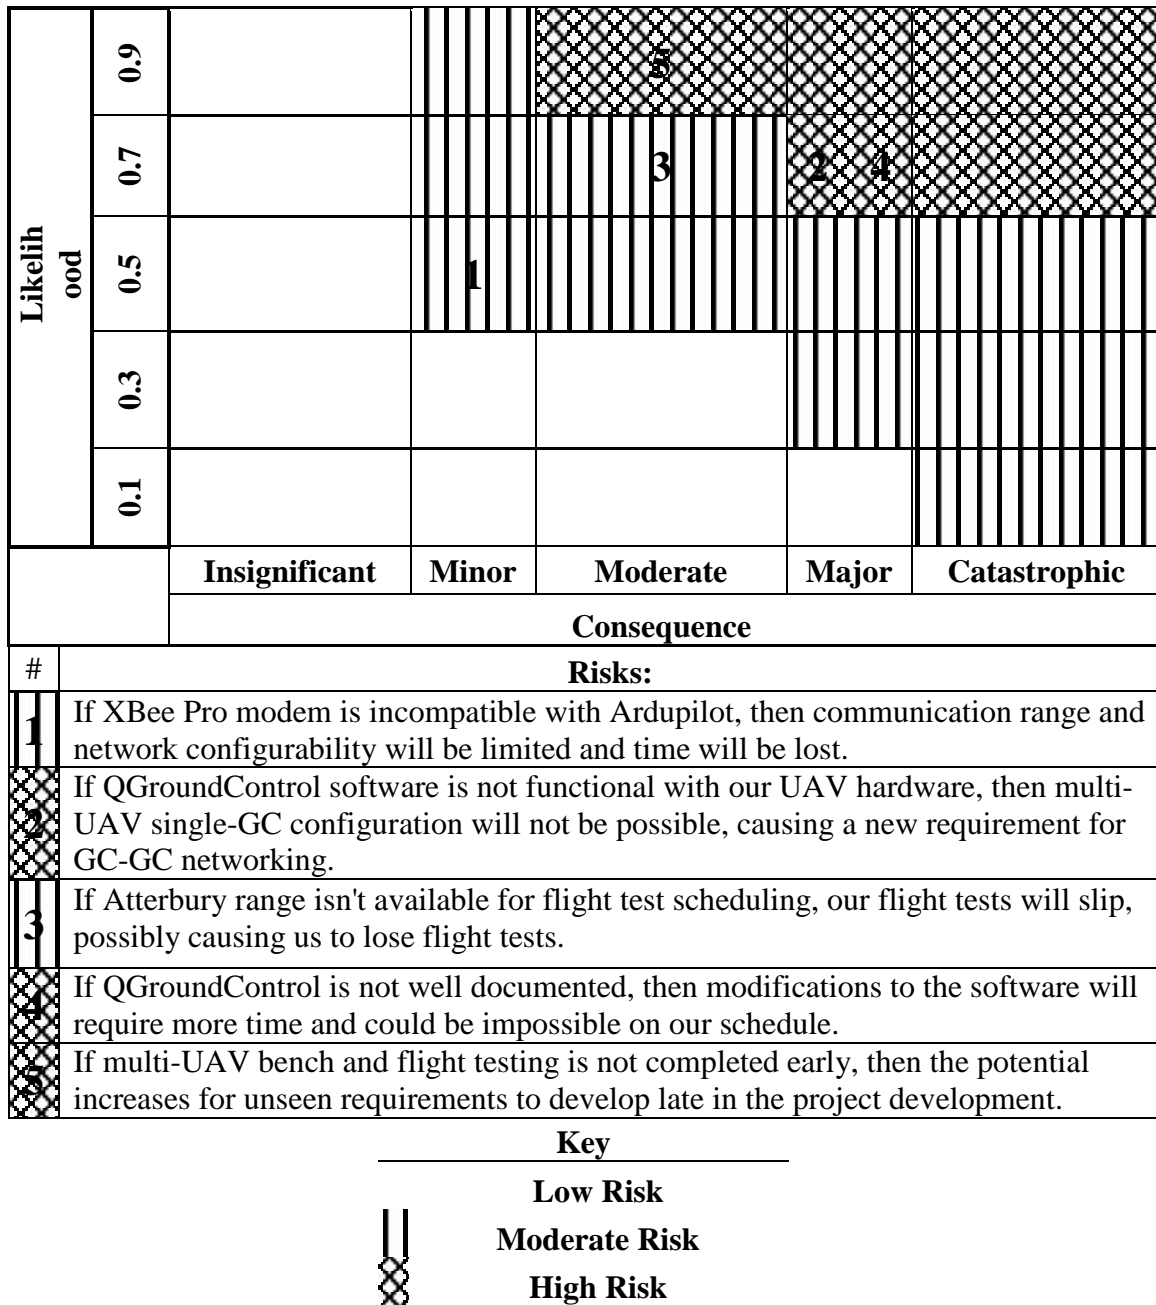 Likelih
ood
0.9
5
0.7
3
2
4
0.5
1
0.3
0.1
Insignificant
Minor
Moderate
Major
Catastrophic
Consequence
#
Risks:
1
If XBee Pro modem is incompatible with Ardupilot, then communication range and
network configurability will be limited and time will be lost.
2
If QGroundControl software is not functional with our UAV hardware, then multi-
UAV single-GC configuration will not be possible, causing a new requirement for
GC-GC networking.
3
If Atterbury range isn't available for flight test scheduling, our flight tests will slip,
possibly causing us to lose flight tests.
4
If QGroundControl is not well documented, then modifications to the software will
require more time and could be impossible on our schedule.
5
If multi-UAV bench and flight testing is not completed early, then the potential
increases for unseen requirements to develop late in the project development.
Key
Low Risk
Moderate Risk
High Risk